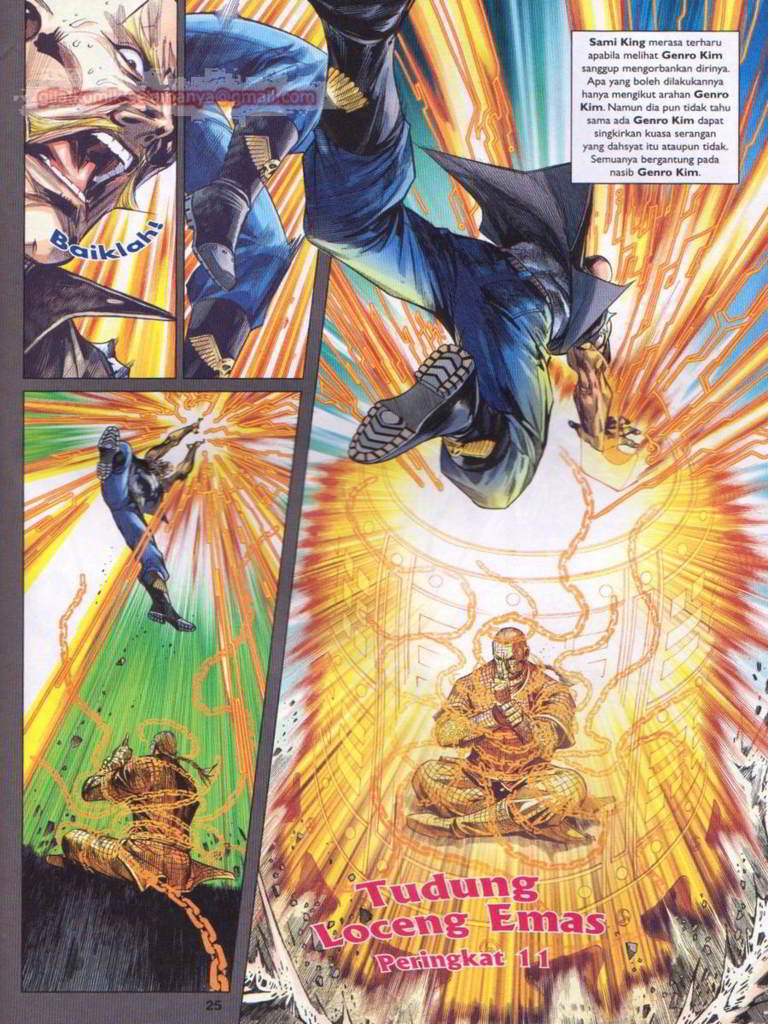 Sami King merasa terharu
apabila melihat Genro Kim
sanggup mengorbankan dirinya.
Apa yang boleh dilakukannya
hanya mengikut arahan Genro
Kim. Namun dia pun tidak tahu
sama ada Genro Kim dapat
singkirkan kuasa serangan
yang dahsyat itu ataupun tidak.
Semuanya bergantung pada
nasib Genro Kim.
Baiklah!
Tudung
Loceng Emas
Peringkat 11
25